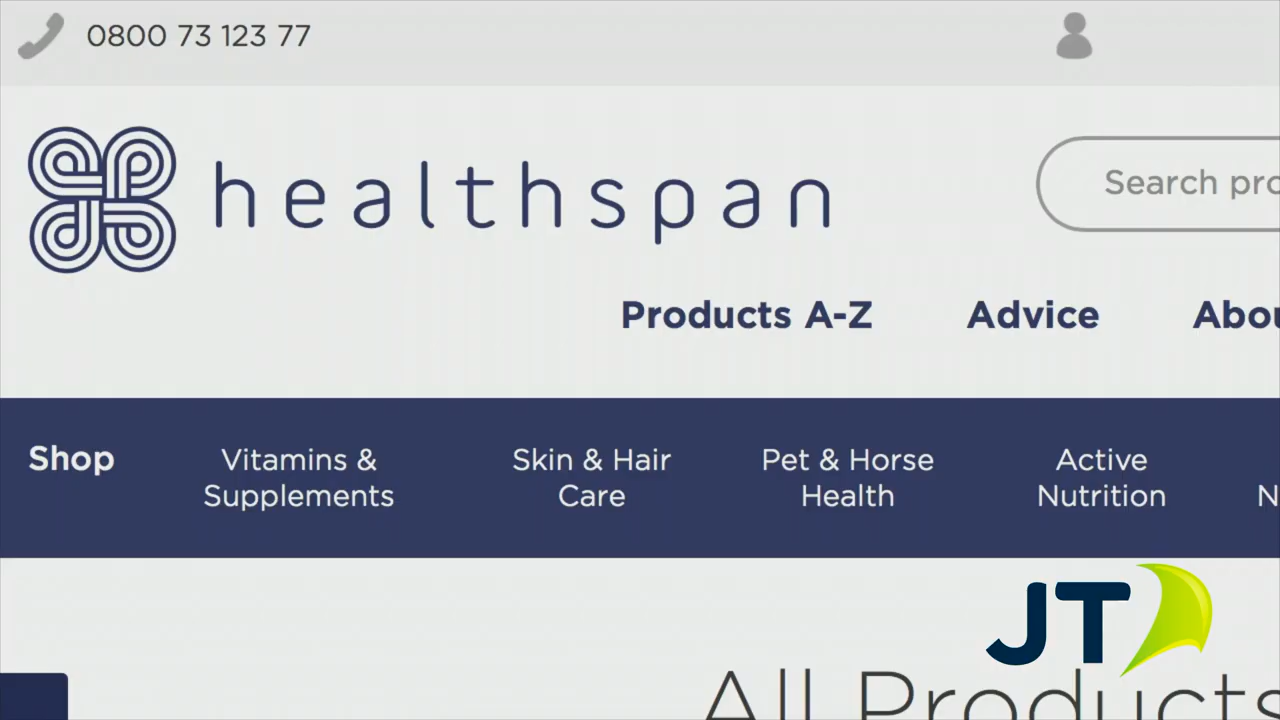 0800 73 123 77
healthspan
Search pro
Products A-Z
Advice
Abou
Shop
Vitamins &
Supplements
Skin & Hair
Care
Pet & Horse
Health
Active
Nutrition
N
JT
All Products